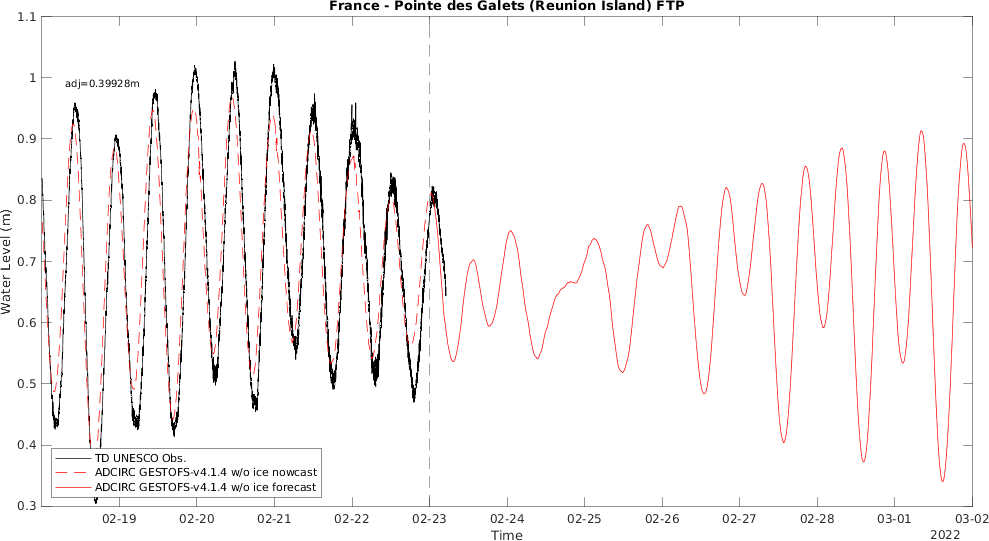 France - Pointe des Galets (Reunion Island) FTP
1.1
1
0.9
0.8
0.7
0.6
0.5
0.4
0.3
Water Level (m)
adj=0.39928m
TD UNESCO Obs.
ADCIRC GESTOFS-v4.1.4 w/o ice nowcast
ADCIRC GESTOFS-v4.1.4 w/o ice forecast
02-19 02-20 02-21 02-22 02-23 02-24 02-25 02-26 02-27 02-28 03-01 03-02
Time
2022